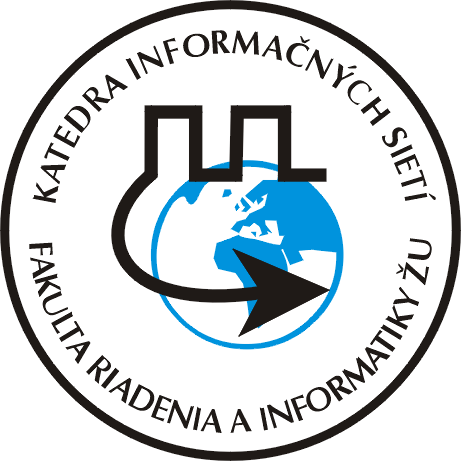 KATEDRA INFORMAČNÝCH SIETÍ
FAKULTA RIADENIA A INFORMATIKY ŽU